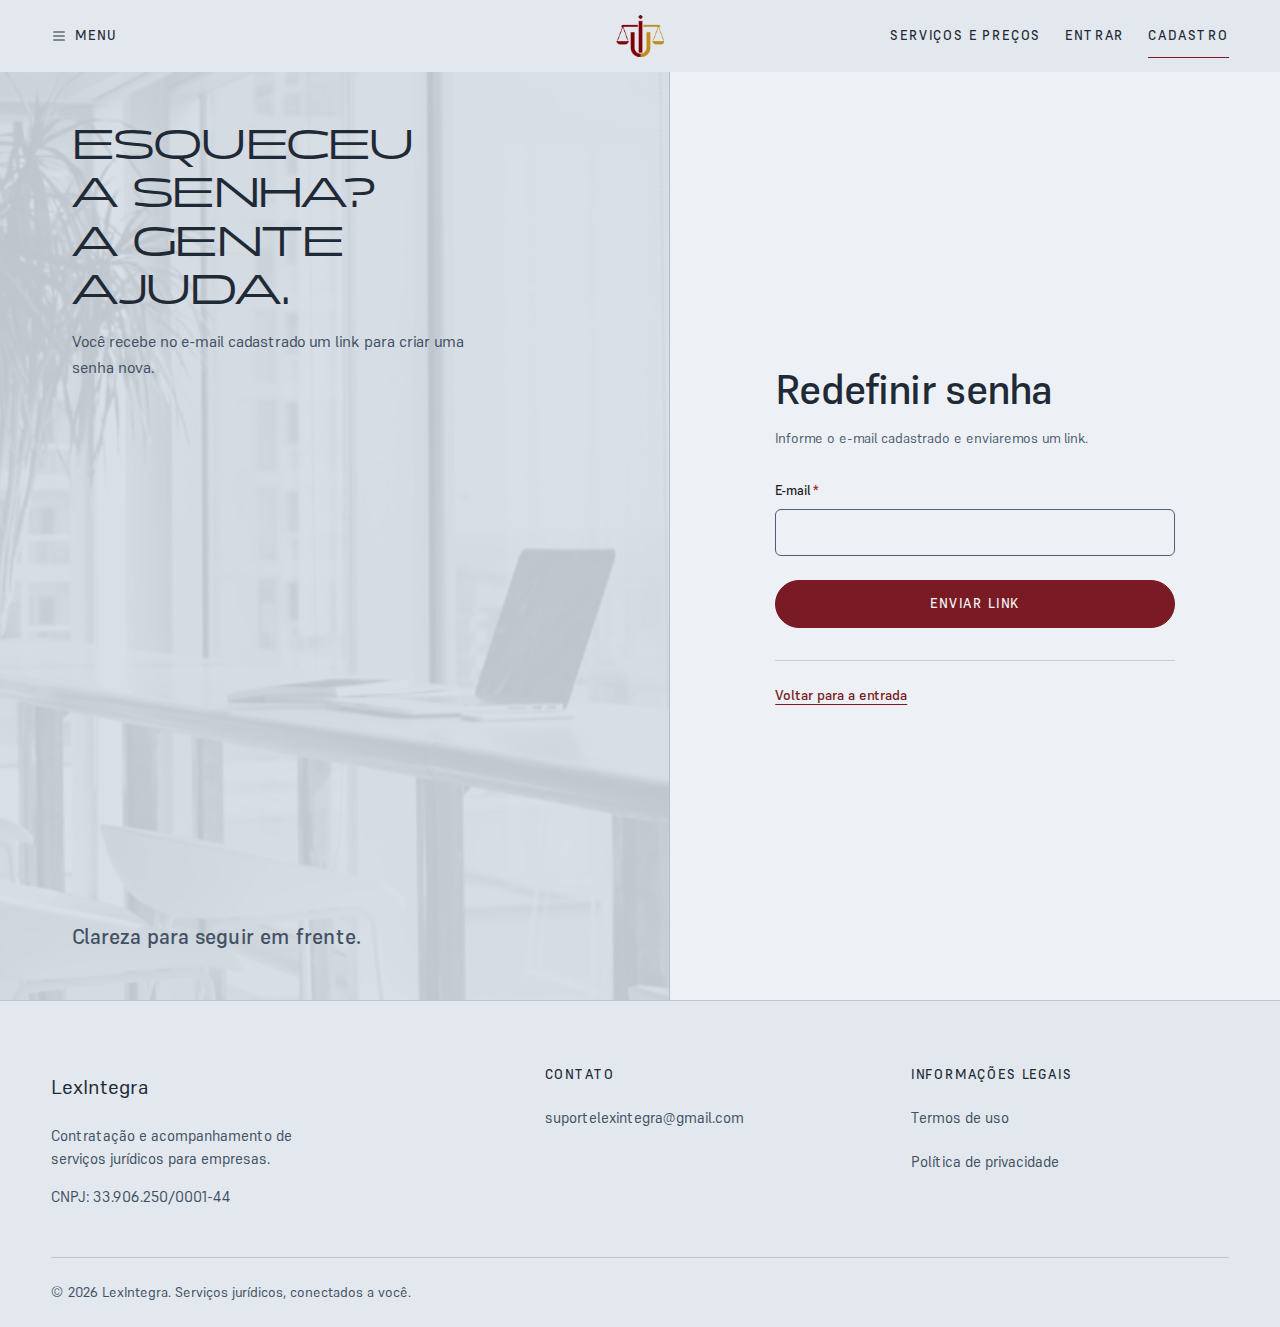 MENU
SERVIÇOS E PREÇOS
ENTRAR
CADASTRO
ESQUECEU
A SENHA?
A GENTE
AJUDA.
Você recebe no e-mail cadastrado um link para criar uma
senha nova.
Clareza para seguir em frente.
Redefinir senha
Informe o e-mail cadastrado e enviaremos um link.
E-mail *
ENVIAR LINK
Voltar para a entrada
LexIntegra
Contratação e acompanhamento de
serviços jurídicos para empresas.
CNPJ: 33.906.250/0001-44
CONTATO
suportelexintegra@gmail.com
INFORMAÇÕES LEGAIS
Termos de uso
Política de privacidade
© 2026 LexIntegra. Serviços jurídicos, conectados a você.